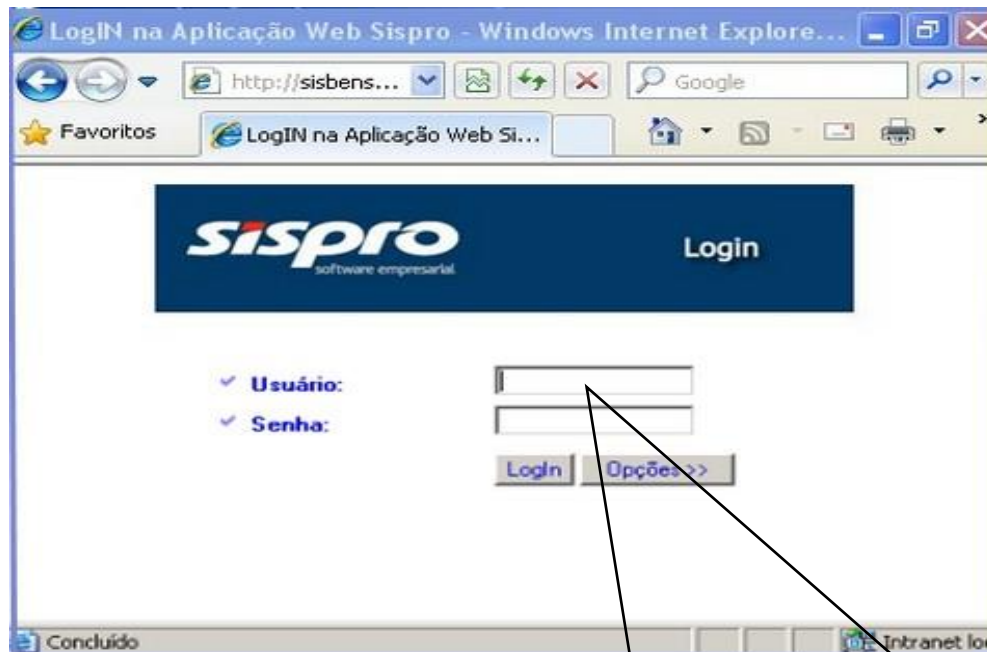 LogIN na Aplicação Web Sispro - Windows Internet Explore...
http://sisbens... Google
Favoritos LogIN na Aplicação Web Si...
sispro
software empresarial
Login
Usuário:
Senha:
LogIn Opções >>
Concluído Intranet lo